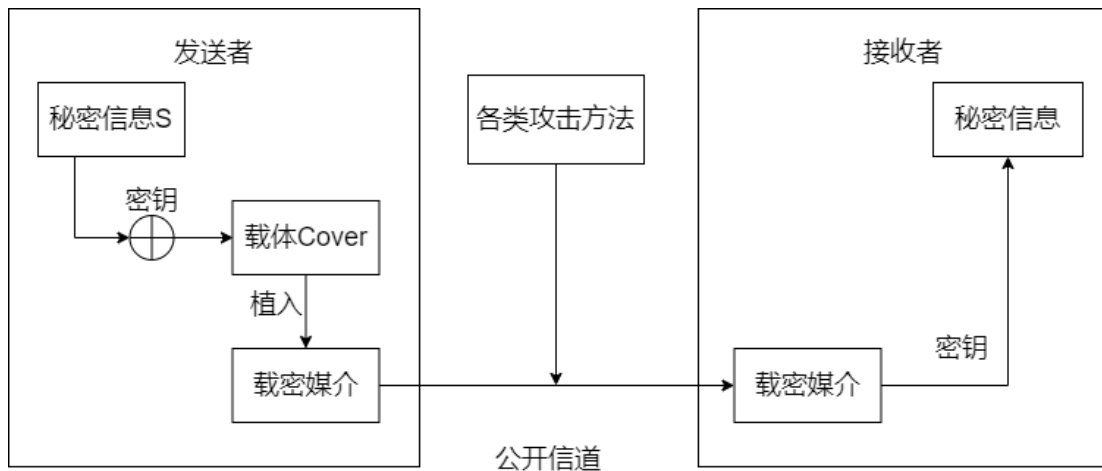 发送者
接收者
秘密信息S
各类攻击方法
秘密信息
密钥
载体Cover
植入
密钥
载密媒介
载密媒介
公开信道